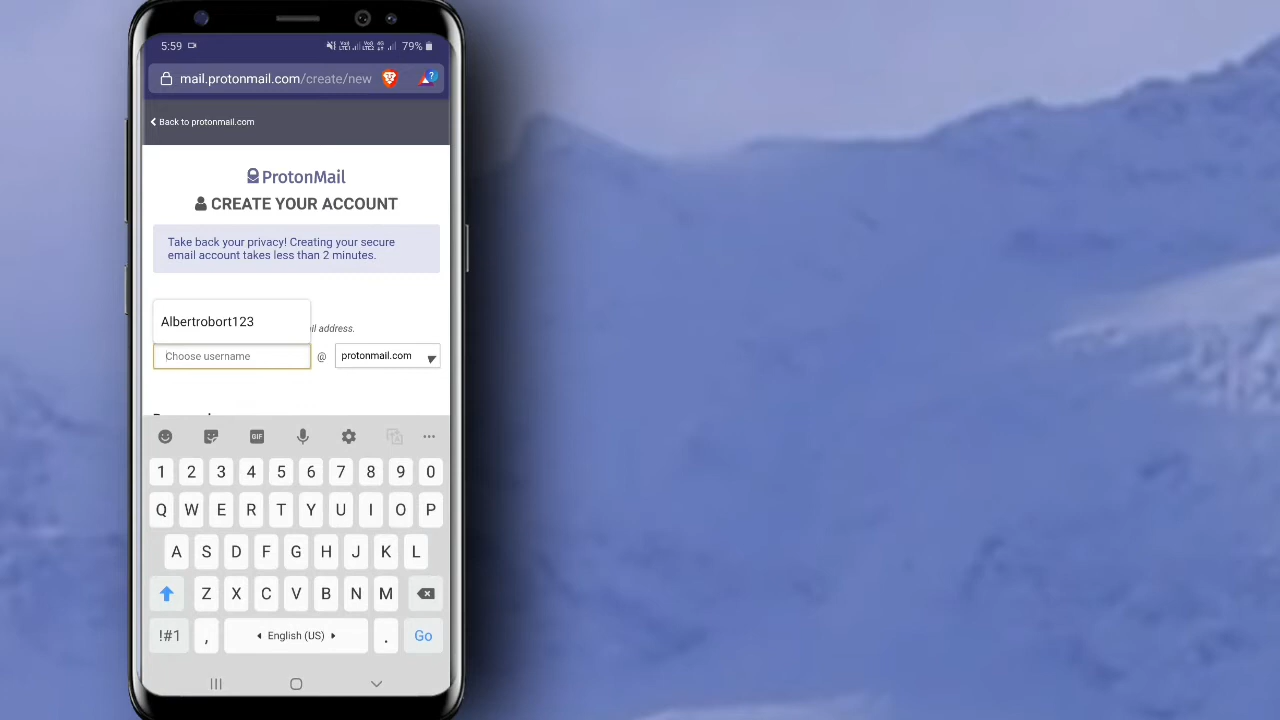 5:59 79%
mail.protonmail.com/create/new ?
Back to protonmail.com
ProtonMail
CREATE YOUR ACCOUNT
Take back your privacy! Creating your secure
email account takes less than 2 minutes.
Albertrobort123
address.
Choose username @ protonmail.com
GIF
1 2 3 4 5 6 7 8 9 0
Q W E R T Y U I O P
A S D F G H J K L
Z X C V B N M
!#1 , English (US) . Go